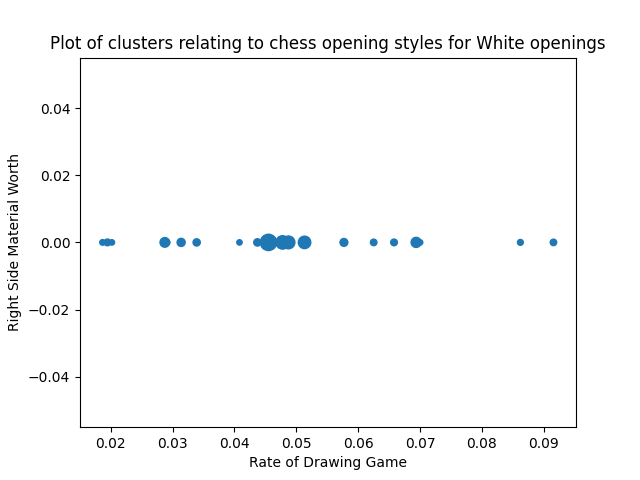 Plot of clusters relating to chess opening styles for White openings
Right Side Material Worth
0.04
0.02
0.00
−0.02
−0.04
0.02 0.03 0.04 0.05 0.06 0.07 0.08 0.09
Rate of Drawing Game